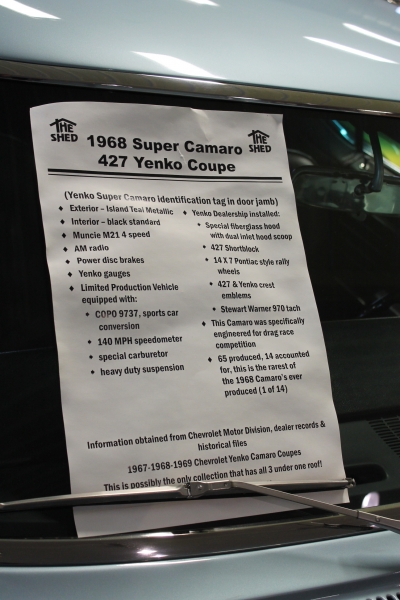 THE SHED
THE SHED
1968 Super Camaro
427 Yenko Coupe
(Yenko Super Camaro identification tag in door jamb)
♦ Exterior – Island Teal Metallic
♦ Interior – black standard
♦ Muncie M21 4 speed
♦ AM radio
♦ Power disc brakes
♦ Yenko gauges
♦ Limited Production Vehicle
equipped with:
♦ COPO 9737, sports car
conversion
♦ 140 MPH speedometer
♦ special carburetor
♦ heavy duty suspension
♦ Yenko Dealership installed:
♦ Special fiberglass hood
with dual inlet hood scoop
♦ 427 Shortblock
♦ 14 X 7 Pontiac style rally
wheels
♦ 427 & Yenko crest
emblems
♦ Stewart Warner 970 tach
♦ This Camaro was specifically
engineered for drag race
competition
♦ 65 produced, 14 accounted
for, this is the rarest of
the 1968 Camaro's ever
produced (1 of 14)
Information obtained from Chevrolet Motor Division, dealer records &
historical files
1967-1968-1969 Chevrolet Yenko Camaro Coupes
This is possibly the only collection that has all 3 under one roof!